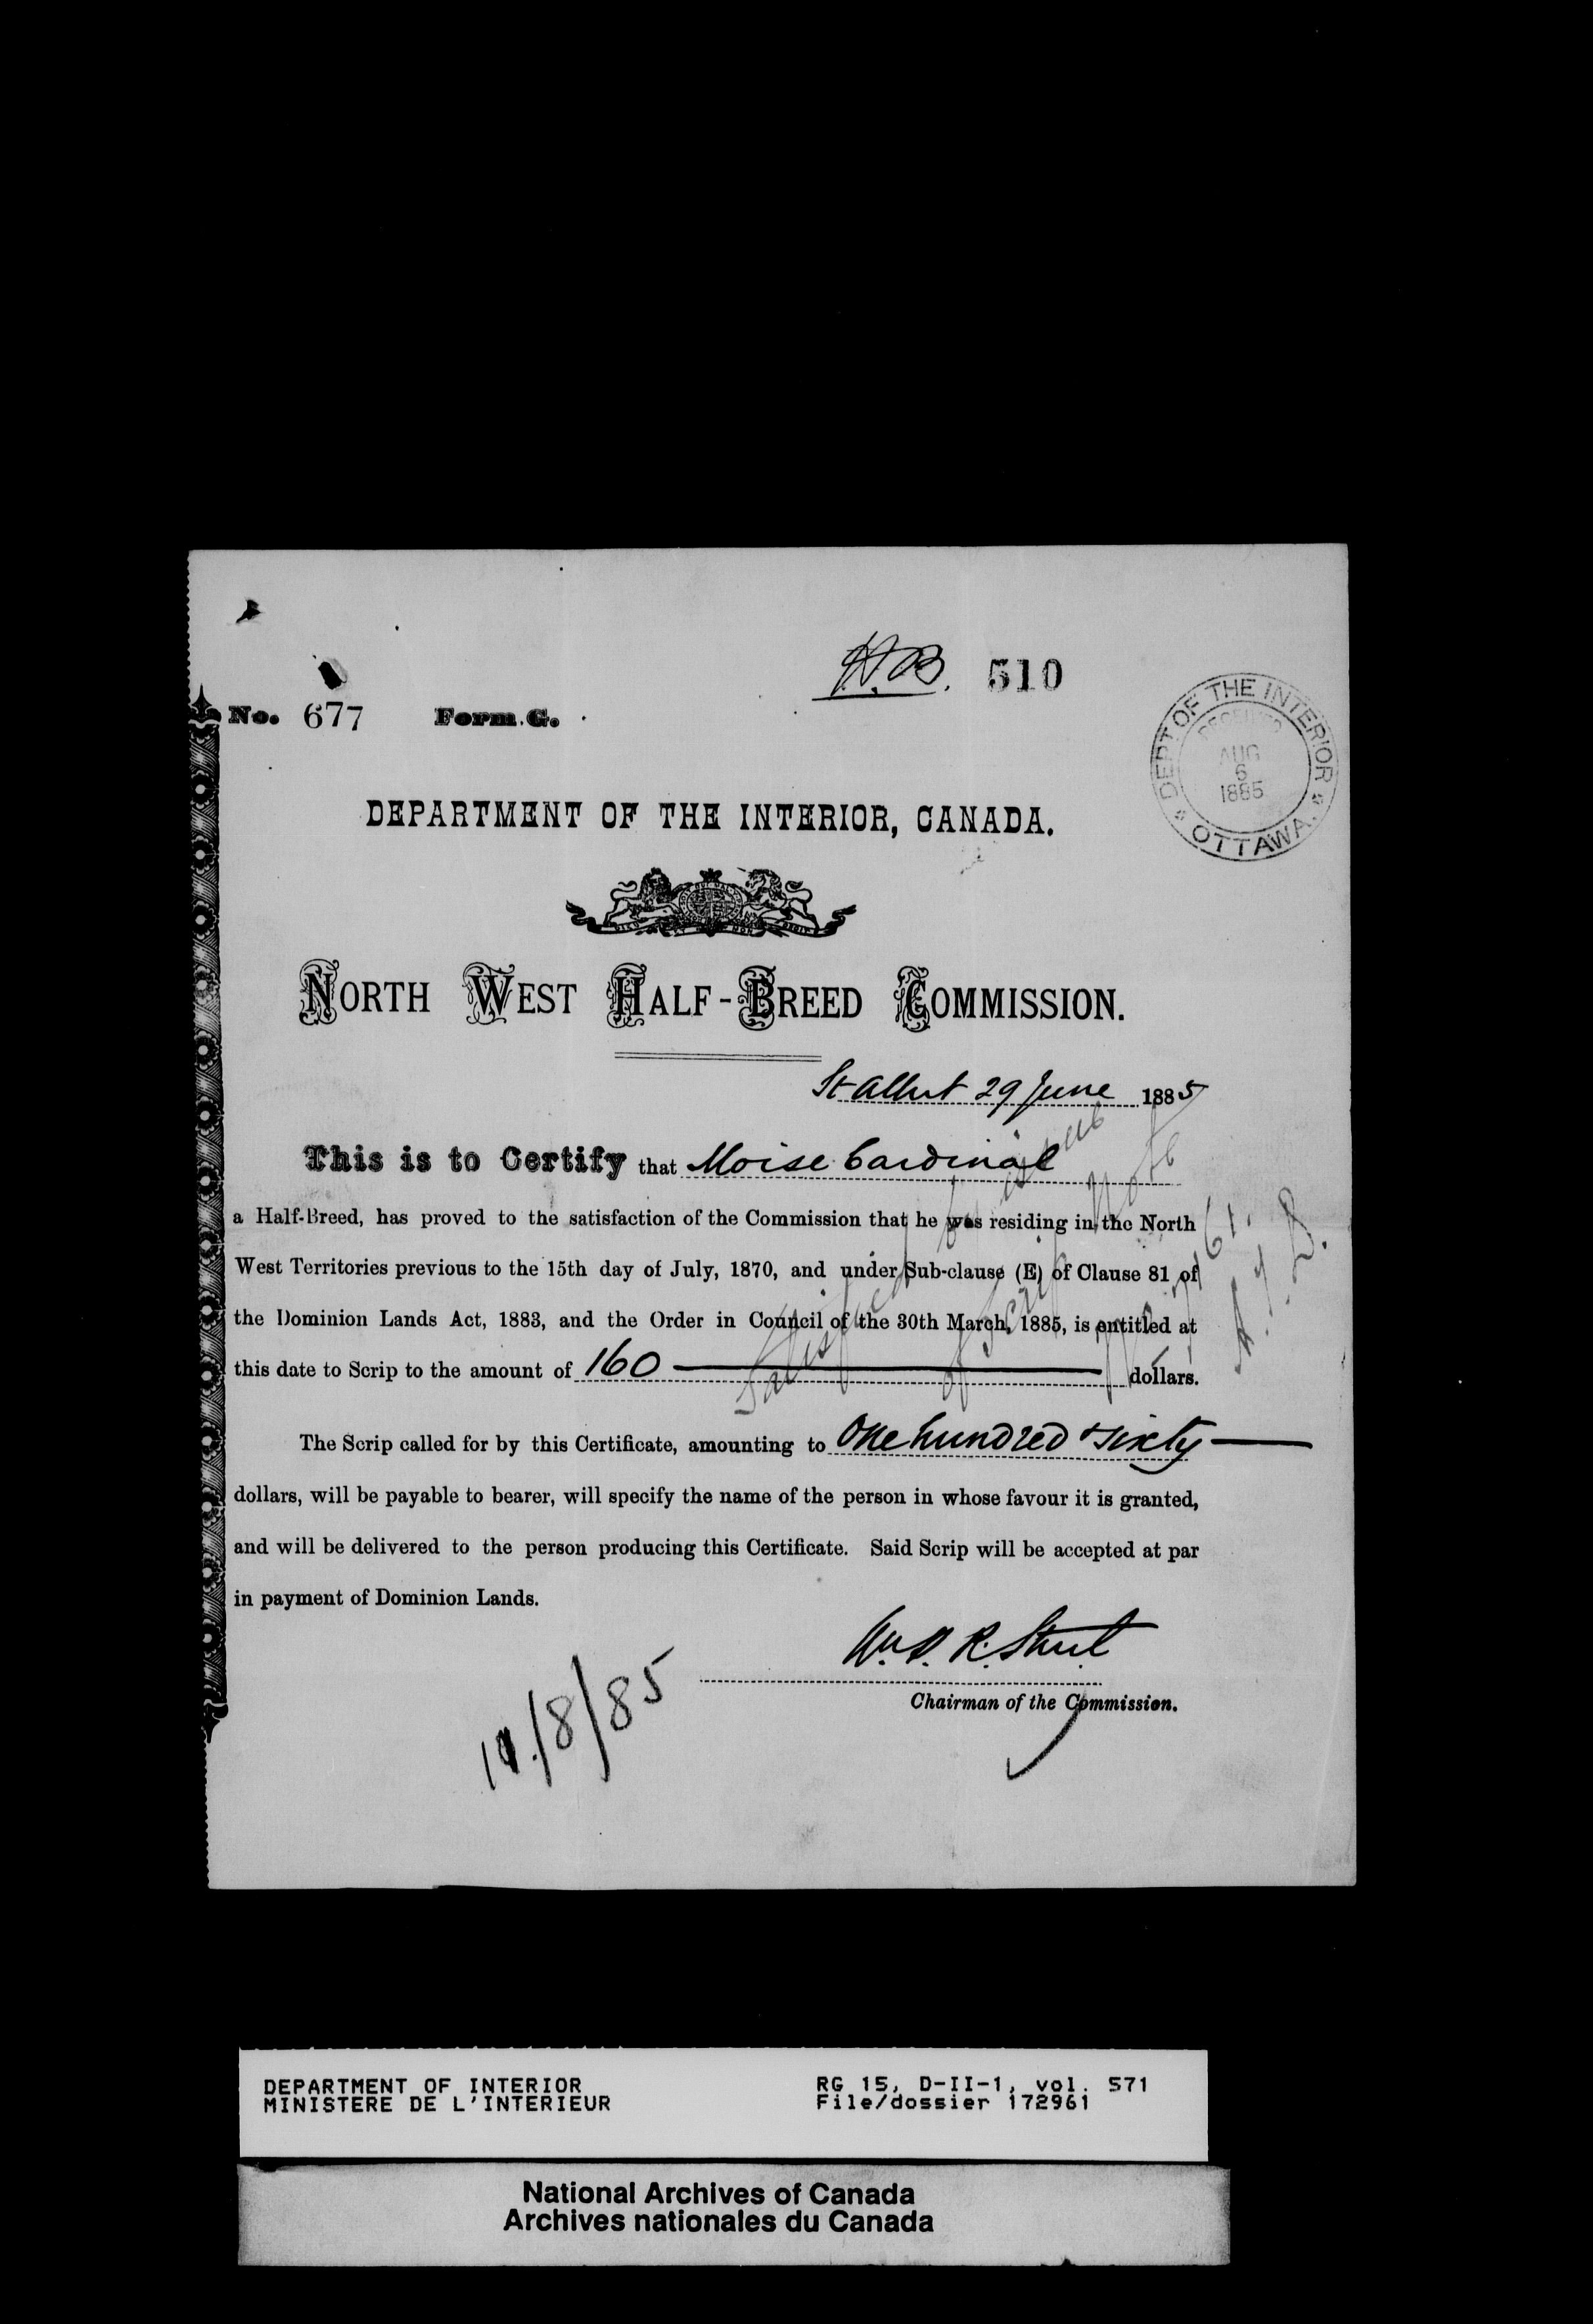 H.B. 510
No. 677 Form G.
DEPT OF THE INTERIOR
RECEIVED
AUG
6
1885
OTTAWA.
DEPARTMENT OF THE INTERIOR, CANADA.
NORTH WEST HALF-BREED COMMISSION.
St Albert 29 June 1885
This is to Certify that Moise Cardinal
a Half-Breed, has proved to the satisfaction of the Commission that he was residing in the North
West Territories previous to the 15th day of July, 1870, and under Sub-clause (E) of Clause 81 of
the Dominion Lands Act, 1883, and the Order in Council of the 30th March, 1885, is entitled at
this date to Scrip to the amount of 160 dollars.
Satisfied by issue
of Scrip Note
The Scrip called for by this Certificate, amounting to One hundred & sixty
dollars, will be payable to bearer, will specify the name of the person in whose favour it is granted,
and will be delivered to the person producing this Certificate. Said Scrip will be accepted at par
in payment of Dominion Lands.
Wm. P. R. Street
Chairman of the Commission.
/8/85
DEPARTMENT OF INTERIOR RG 15, D-II-1, vol. 571
MINISTERE DE L'INTERIEUR File/dossier 172961
National Archives of Canada
Archives nationales du Canada